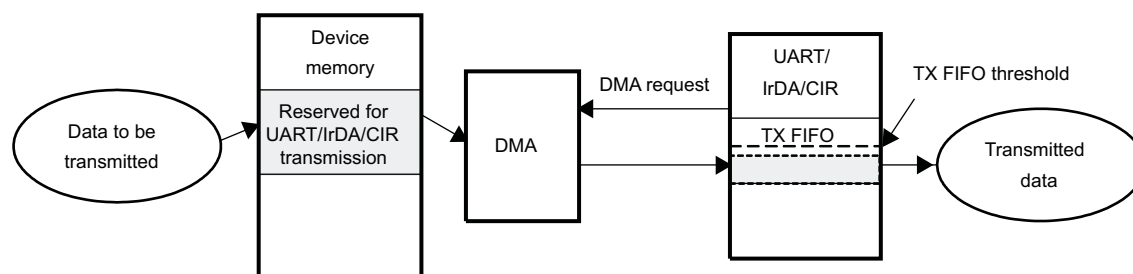 Data to be
transmitted
Device
memory
Reserved for
UART/IrDA/CIR
transmission
DMA
DMA request
UART/
IrDA/CIR
TX FIFO
TX FIFO threshold
Transmitted
data